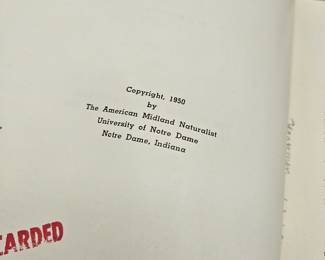 Copyright, 1950
by
The American Midland Naturalist
University of Notre Dame
Notre Dame, Indiana
CARDED